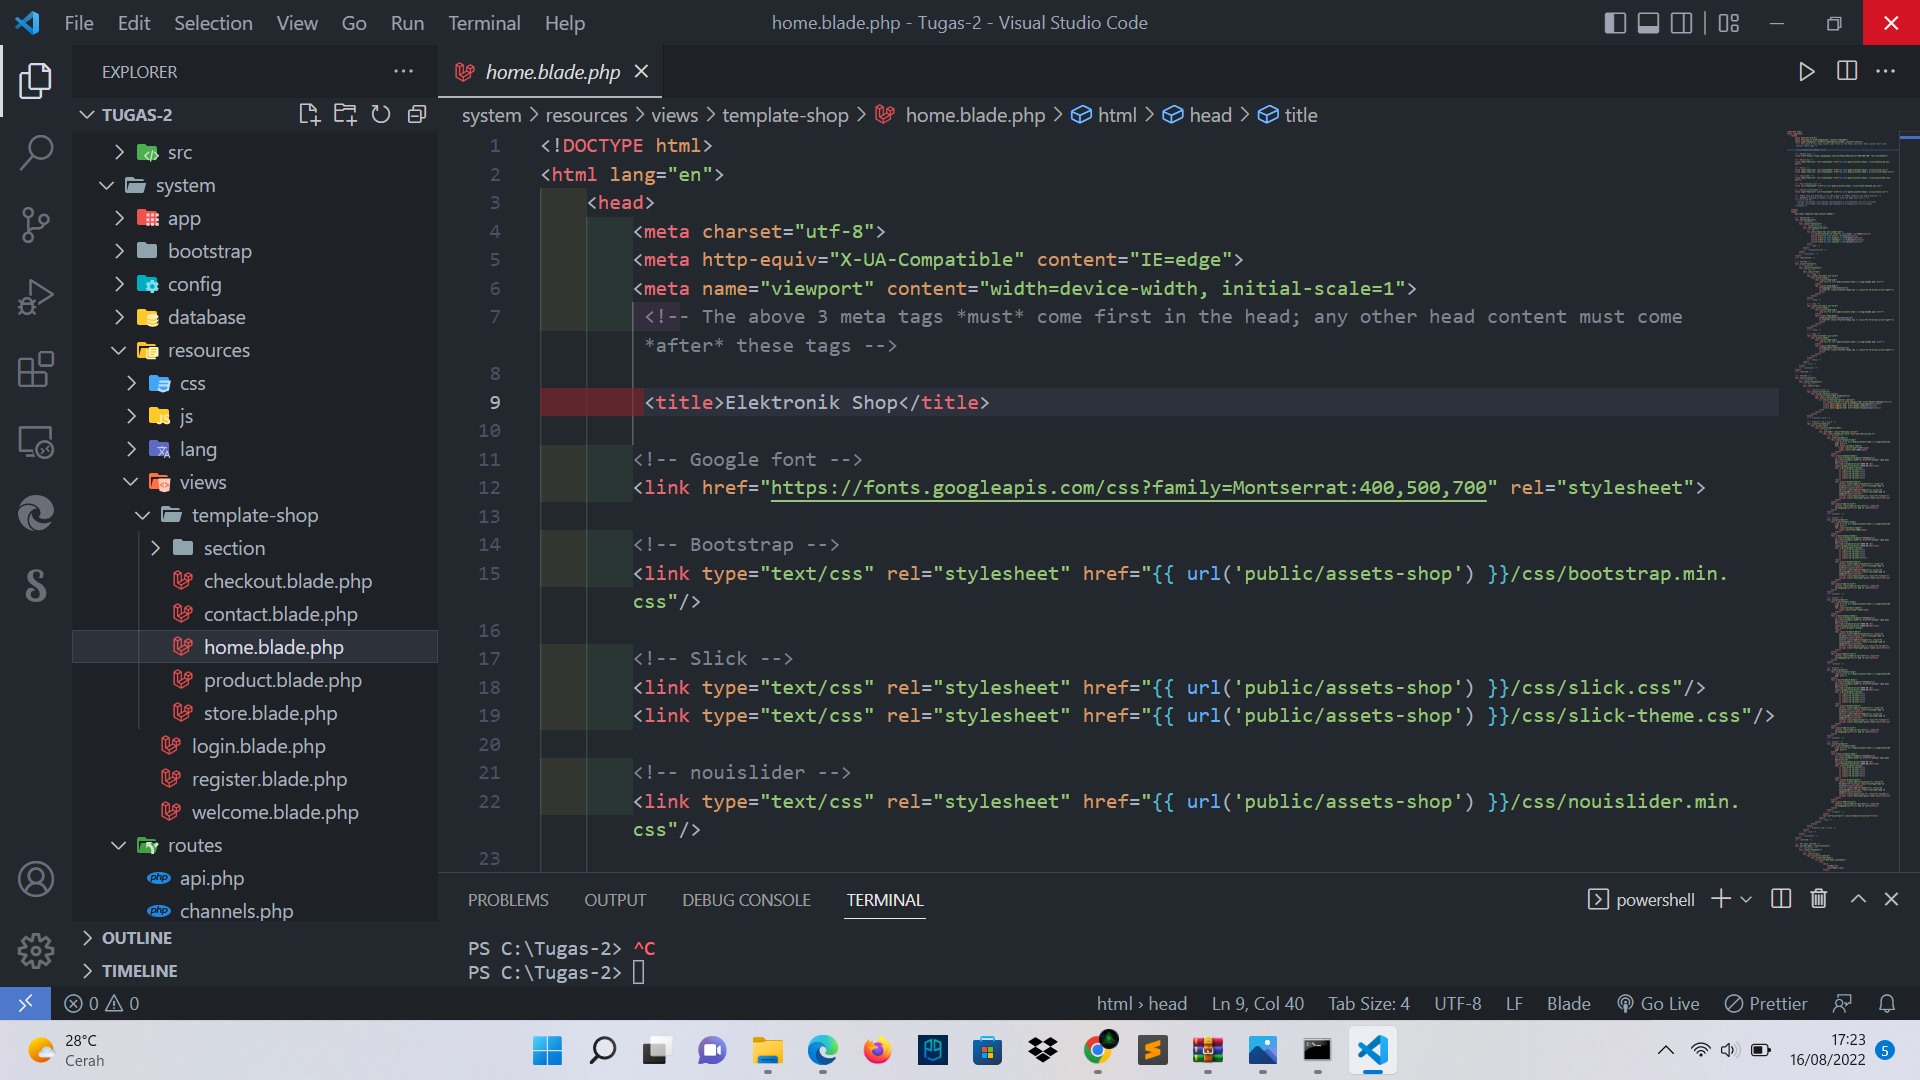 File Edit Selection View Go Run Terminal Help
home.blade.php - Tugas-2 - Visual Studio Code
EXPLORER
TUGAS-2
src
system
app
bootstrap
config
database
resources
css
js
lang
views
template-shop
section
checkout.blade.php
contact.blade.php
home.blade.php
product.blade.php
store.blade.php
login.blade.php
register.blade.php
welcome.blade.php
routes
api.php
channels.php
OUTLINE
TIMELINE
home.blade.php
system > resources > views > template-shop > home.blade.php > html > head > title
1 <!DOCTYPE html>
2 <html lang="en">
3 <head>
4 <meta charset="utf-8">
5 <meta http-equiv="X-UA-Compatible" content="IE=edge">
6 <meta name="viewport" content="width=device-width, initial-scale=1">
7 <!-- The above 3 meta tags *must* come first in the head; any other head content must come
*after* these tags -->
8
9 <title>Elektronik Shop</title>
10
11 <!-- Google font -->
12 <link href="https://fonts.googleapis.com/css?family=Montserrat:400,500,700" rel="stylesheet">
13
14 <!-- Bootstrap -->
15 <link type="text/css" rel="stylesheet" href="{{ url('public/assets-shop') }}/css/bootstrap.min.
css"/>
16
17 <!-- Slick -->
18 <link type="text/css" rel="stylesheet" href="{{ url('public/assets-shop') }}/css/slick.css"/>
19 <link type="text/css" rel="stylesheet" href="{{ url('public/assets-shop') }}/css/slick-theme.css"/>
20
21 <!-- nouislider -->
22 <link type="text/css" rel="stylesheet" href="{{ url('public/assets-shop') }}/css/nouislider.min.
css"/>
23
PROBLEMS OUTPUT DEBUG CONSOLE TERMINAL
powershell
PS C:\Tugas-2> ^C
PS C:\Tugas-2>
0 0
html › head Ln 9, Col 40 Tab Size: 4 UTF-8 LF Blade Go Live Prettier
28°C
Cerah
17:23
16/08/2022
5